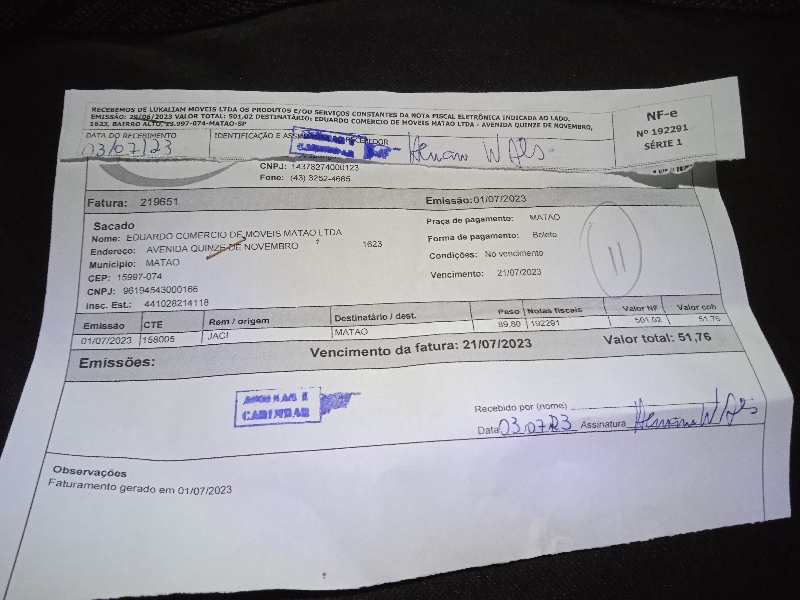 RECEBEMOS DE LUKALIAM MOVEIS LTDA OS PRODUTOS E/OU SERVIÇOS CONSTANTES DA NOTA FISCAL ELETRÔNICA INDICADA AO LADO.
EMISSÃO: 28/06/2023 VALOR TOTAL: 501,02 DESTINATÁRIO: EDUARDO COMERCIO DE MOVEIS MATAO LTDA - AVENIDA QUINZE DE NOVEMBRO,
1623, BAIRRO ALTO, 15.997-074-MATAO-SP
NF-e
Nº 192291
SÉRIE 1
DATA DO RECEBIMENTO
IDENTIFICAÇÃO E ASSI
03/07/23
CNPJ: 14378274000123
Fone: (43) 3252-4665
Fatura: 219651
Emissão:01/07/2023
Sacado
Nome: EDUARDO COMERCIO DE MOVEIS MATAO LTDA
Endereço: AVENIDA QUINZE DE NOVEMBRO 1623
Município: MATAO
CEP: 15997-074
CNPJ: 96194543000166
Insc. Est.: 441028214118
Praça de pagamento: MATAO
Forma de pagamento: Boleto
Condições: No vencimento
Vencimento: 21/07/2023
11
Emissão CTE Rem / origem Destinatário / dest. Peso Notas fiscais Valor NF Valor cob
01/07/2023 158005 JACI MATAO 89,80 192291 501,02 51,76
Emissões: Vencimento da fatura: 21/07/2023 Valor total: 51,76
Recebido por (nome)
Data 03.07.23 Assinatura
Observações
Faturamento gerado em 01/07/2023